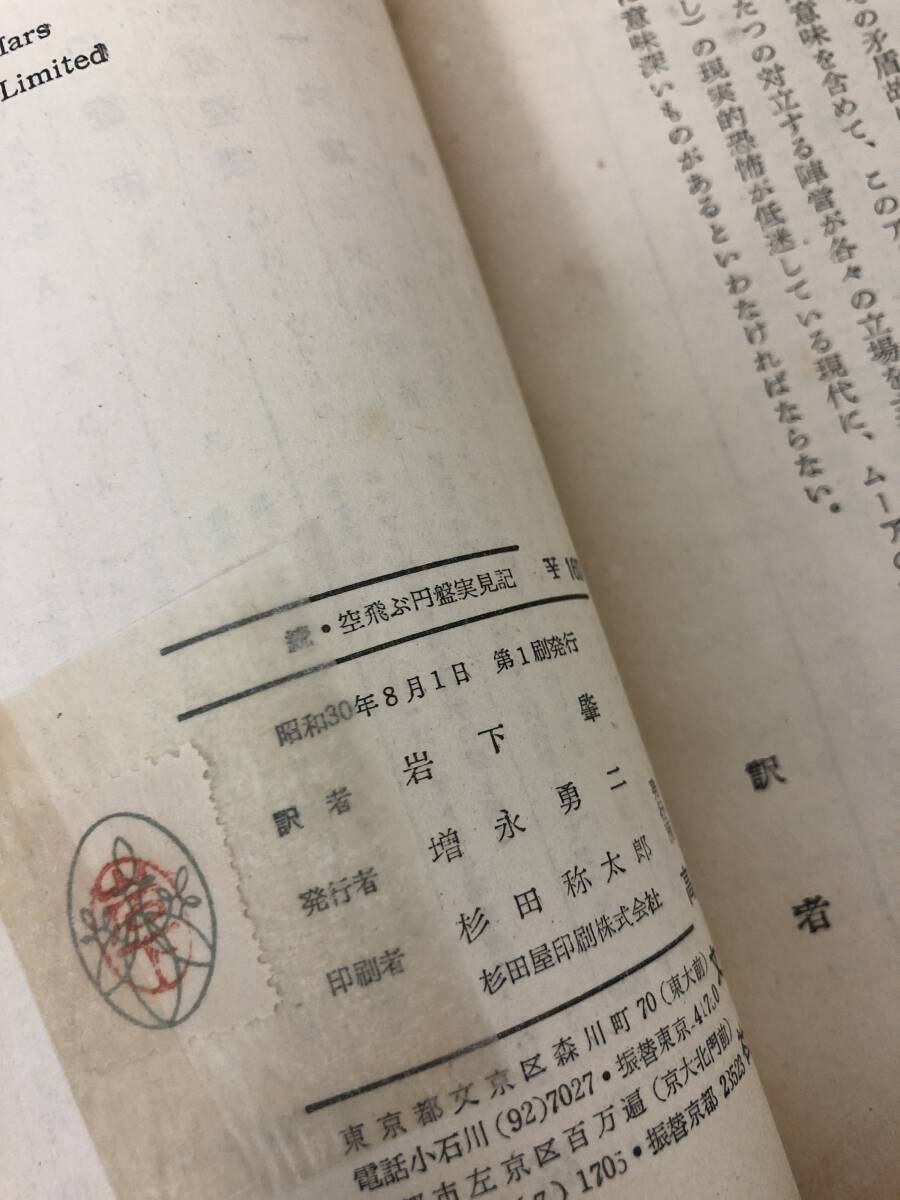 Mars
Limited
続・空飛ぶ円盤実見記 ¥ 16
昭和30年8月1日 第1刷発行
訳者 岩下肇
発行者 増永勇二
印刷者 杉田称太郎
杉田屋印刷株式会社
東京都文京区森川町70(東大前)
電話小石川(92)7027・振替東京
市左京区百万遍(京大北門前)
1705・振替京都23523
の矛盾
意味を含めて、このア
たつの対立する陣営が各々の立場を
し)の現実的恐怖が低迷している現代に、ムーアの
意味深いものがあるといわなければならない。
訳者